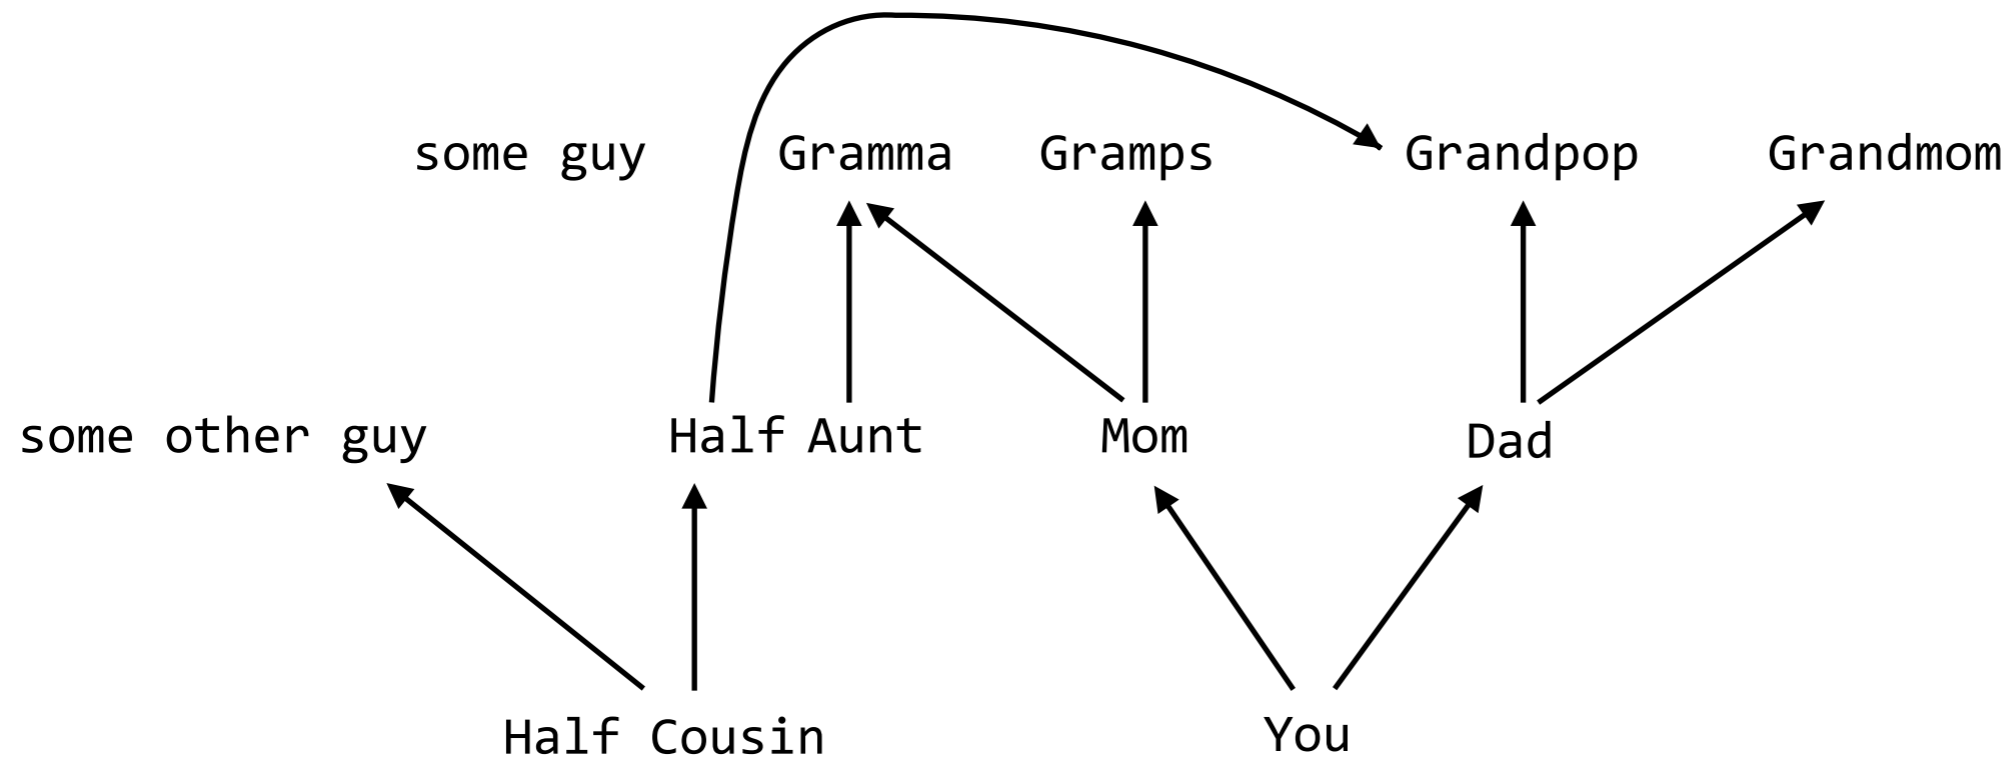 some guy Gramma Gramps Grandpop Grandmom
some other guy Half Aunt Mom Dad
Half Cousin You